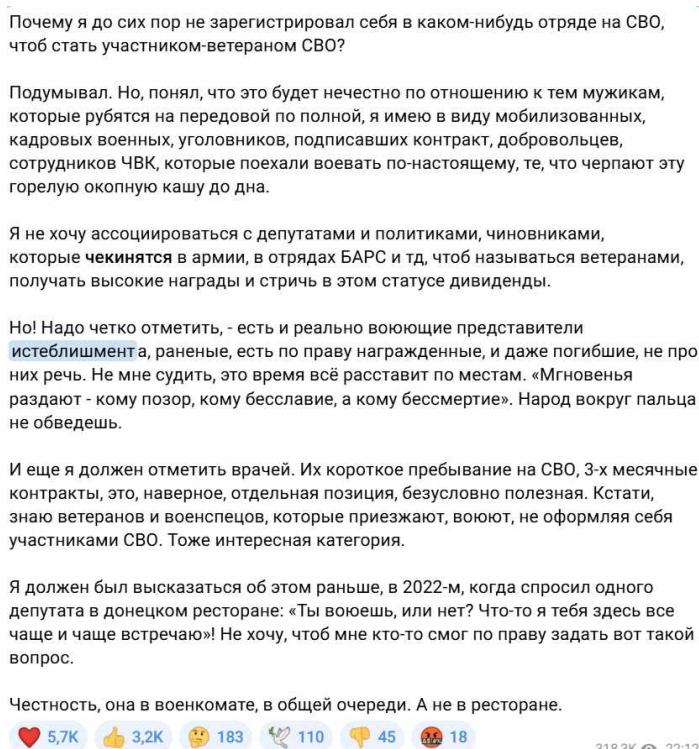 Почему я до сих пор не зарегистрировал себя в каком-нибудь отряде на СВО,
чтоб стать участником-ветераном СВО?
Подумывал. Но, понял, что это будет нечестно по отношению к тем мужикам,
которые рубятся на передовой по полной, я имею в виду мобилизованных,
кадровых военных, уголовников, подписавших контракт, добровольцев,
сотрудников ЧВК, которые поехали воевать по-настоящему, те, что черпают эту
горелую окопную кашу до дна.
Я не хочу ассоциироваться с депутатами и политиками, чиновниками,
которые чекинятся в армии, в отрядах БАРС и тд, чтоб называться ветеранами,
получать высокие награды и стричь в этом статусе дивиденды.
Но! Надо четко отметить, - есть и реально воюющие представители
истеблишмента, раненые, есть по праву награжденные, и даже погибшие, не про
них речь. Не мне судить, это время всё расставит по местам. «Мгновенья
раздают - кому позор, кому бесславие, а кому бессмертие». Народ вокруг пальца
не обведешь.
И еще я должен отметить врачей. Их короткое пребывание на СВО, 3-х месячные
контракты, это, наверное, отдельная позиция, безусловно полезная. Кстати,
знаю ветеранов и военспецов, которые приезжают, воюют, не оформляя себя
участниками СВО. Тоже интересная категория.
Я должен был высказаться об этом раньше, в 2022-м, когда спросил одного
депутата в донецком ресторане: «Ты воюешь, или нет? Что-то я тебя здесь все
чаще и чаще встречаю»! Не хочу, чтоб мне кто-то смог по праву задать вот такой
вопрос.
Честность, она в военкомате, в общей очереди. А не в ресторане.
5,7K 3,2K 183 110 45 18